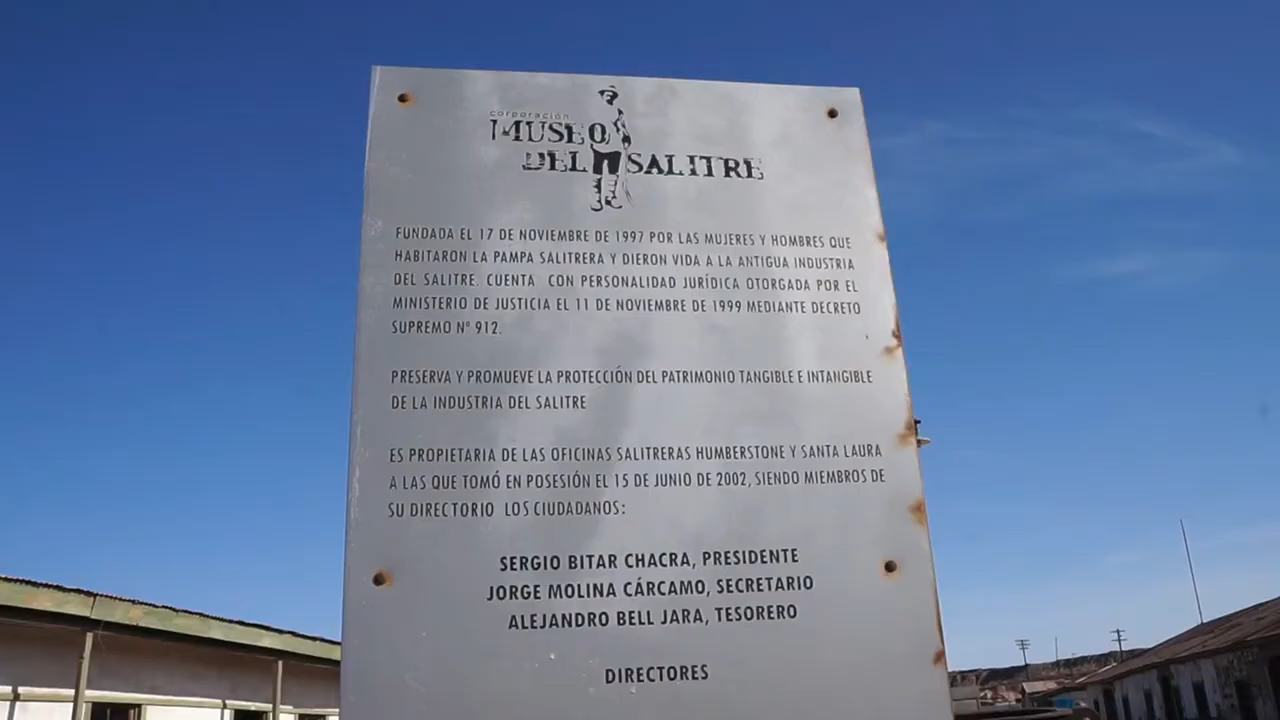 corporación
MUSEO
DEL SALITRE
FUNDADA EL 17 DE NOVIEMBRE DE 1997 POR LAS MUJERES Y HOMBRES QUE
HABITARON LA PAMPA SALITRERA Y DIERON VIDA A LA ANTIGUA INDUSTRIA
DEL SALITRE. CUENTA CON PERSONALIDAD JURÍDICA OTORGADA POR EL
MINISTERIO DE JUSTICIA EL 11 DE NOVIEMBRE DE 1999 MEDIANTE DECRETO
SUPREMO Nº 912.
PRESERVA Y PROMUEVE LA PROTECCIÓN DEL PATRIMONIO TANGIBLE E INTANGIBLE
DE LA INDUSTRIA DEL SALITRE
ES PROPIETARIA DE LAS OFICINAS SALITRERAS HUMBERSTONE Y SANTA LAURA
A LAS QUE TOMÓ EN POSESIÓN EL 15 DE JUNIO DE 2002, SIENDO MIEMBROS DE
SU DIRECTORIO LOS CIUDADANOS:
SERGIO BITAR CHACRA, PRESIDENTE
JORGE MOLINA CÁRCAMO, SECRETARIO
ALEJANDRO BELL JARA, TESORERO
DIRECTORES